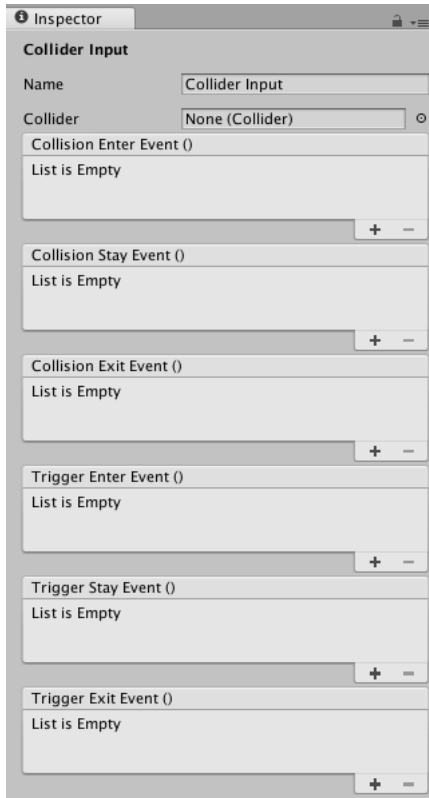 Inspector
Collider Input
Name Collider Input
Collider None (Collider)
Collision Enter Event ()
List is Empty
Collision Stay Event ()
List is Empty
Collision Exit Event ()
List is Empty
Trigger Enter Event ()
List is Empty
Trigger Stay Event ()
List is Empty
Trigger Exit Event ()
List is Empty